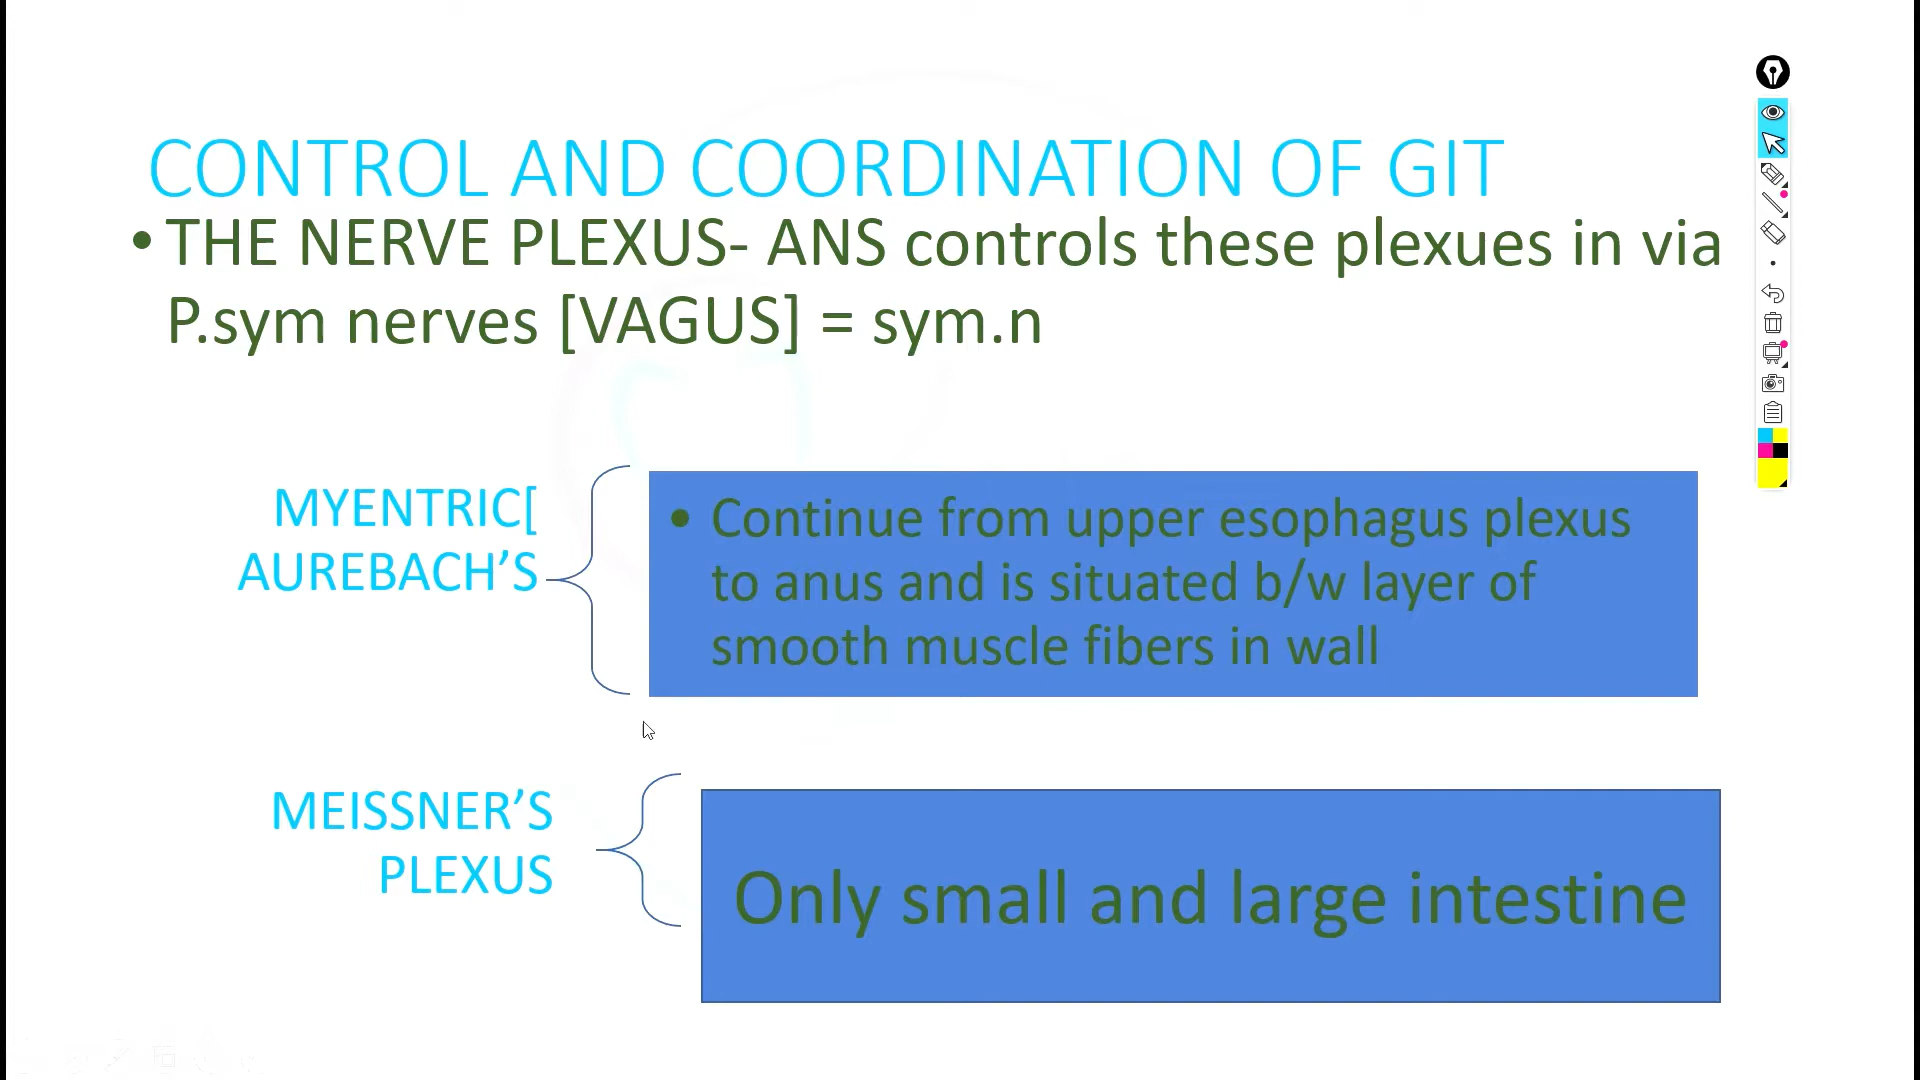 CONTROL AND COORDINATION OF GIT
• THE NERVE PLEXUS- ANS controls these plexues in via
P.sym nerves [VAGUS] = sym.n
MYENTRIC[
AUREBACH’S
• Continue from upper esophagus plexus
to anus and is situated b/w layer of
smooth muscle fibers in wall
MEISSNER’S
PLEXUS
Only small and large intestine